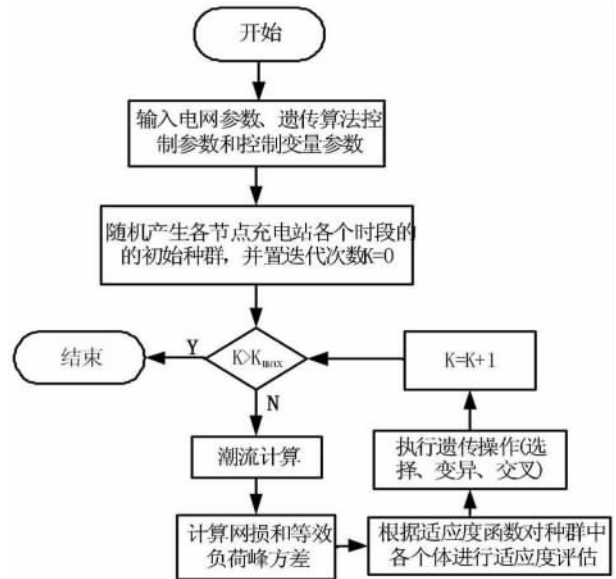 开始
输入电网参数、遗传算法控
制参数和控制变量参数
随机产生各节点充电站各个时段的
的初始种群，并置迭代次数K=0
结束
Y
K>Kmax
K=K+1
N
潮流计算
执行遗传操作(选
择、变异、交叉)
计算网损和等效
负荷峰方差
根据适应度函数对种群中
各个体进行适应度评估